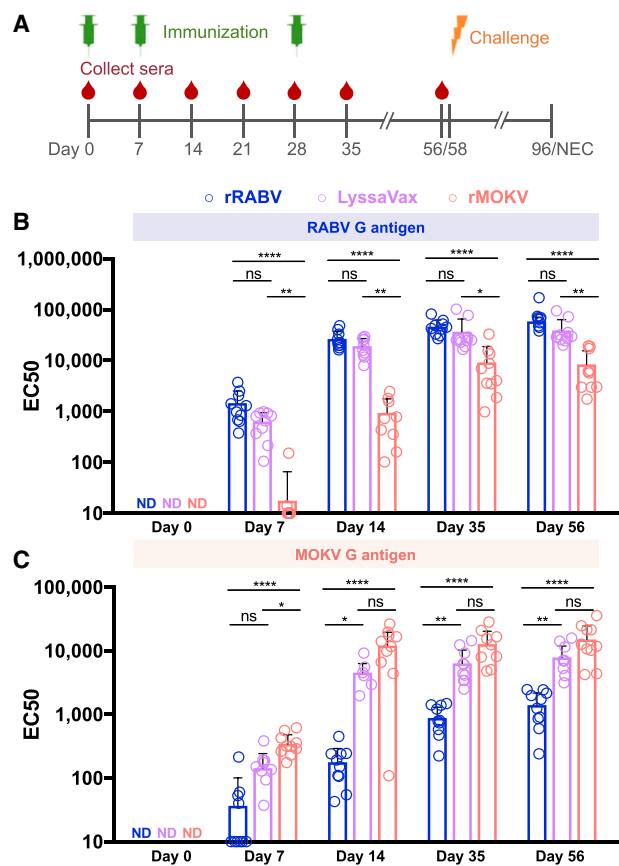 A
Immunization
Challenge
Collect sera
Day 0 7 14 21 28 35 56/58 96/NEC
rRABV LyssaVax rMOKV
B
RABV G antigen
EC50
1,000,000
100,000
10,000
1,000
100
10
**** **** **** ****
ns ns ns ns
** ** * **
ND ND ND
Day 0 Day 7 Day 14 Day 35 Day 56
C
MOKV G antigen
EC50
100,000
10,000
1,000
100
10
**** **** **** ****
* ns ns ns
ns * ** **
ND ND ND
Day 0 Day 7 Day 14 Day 35 Day 56